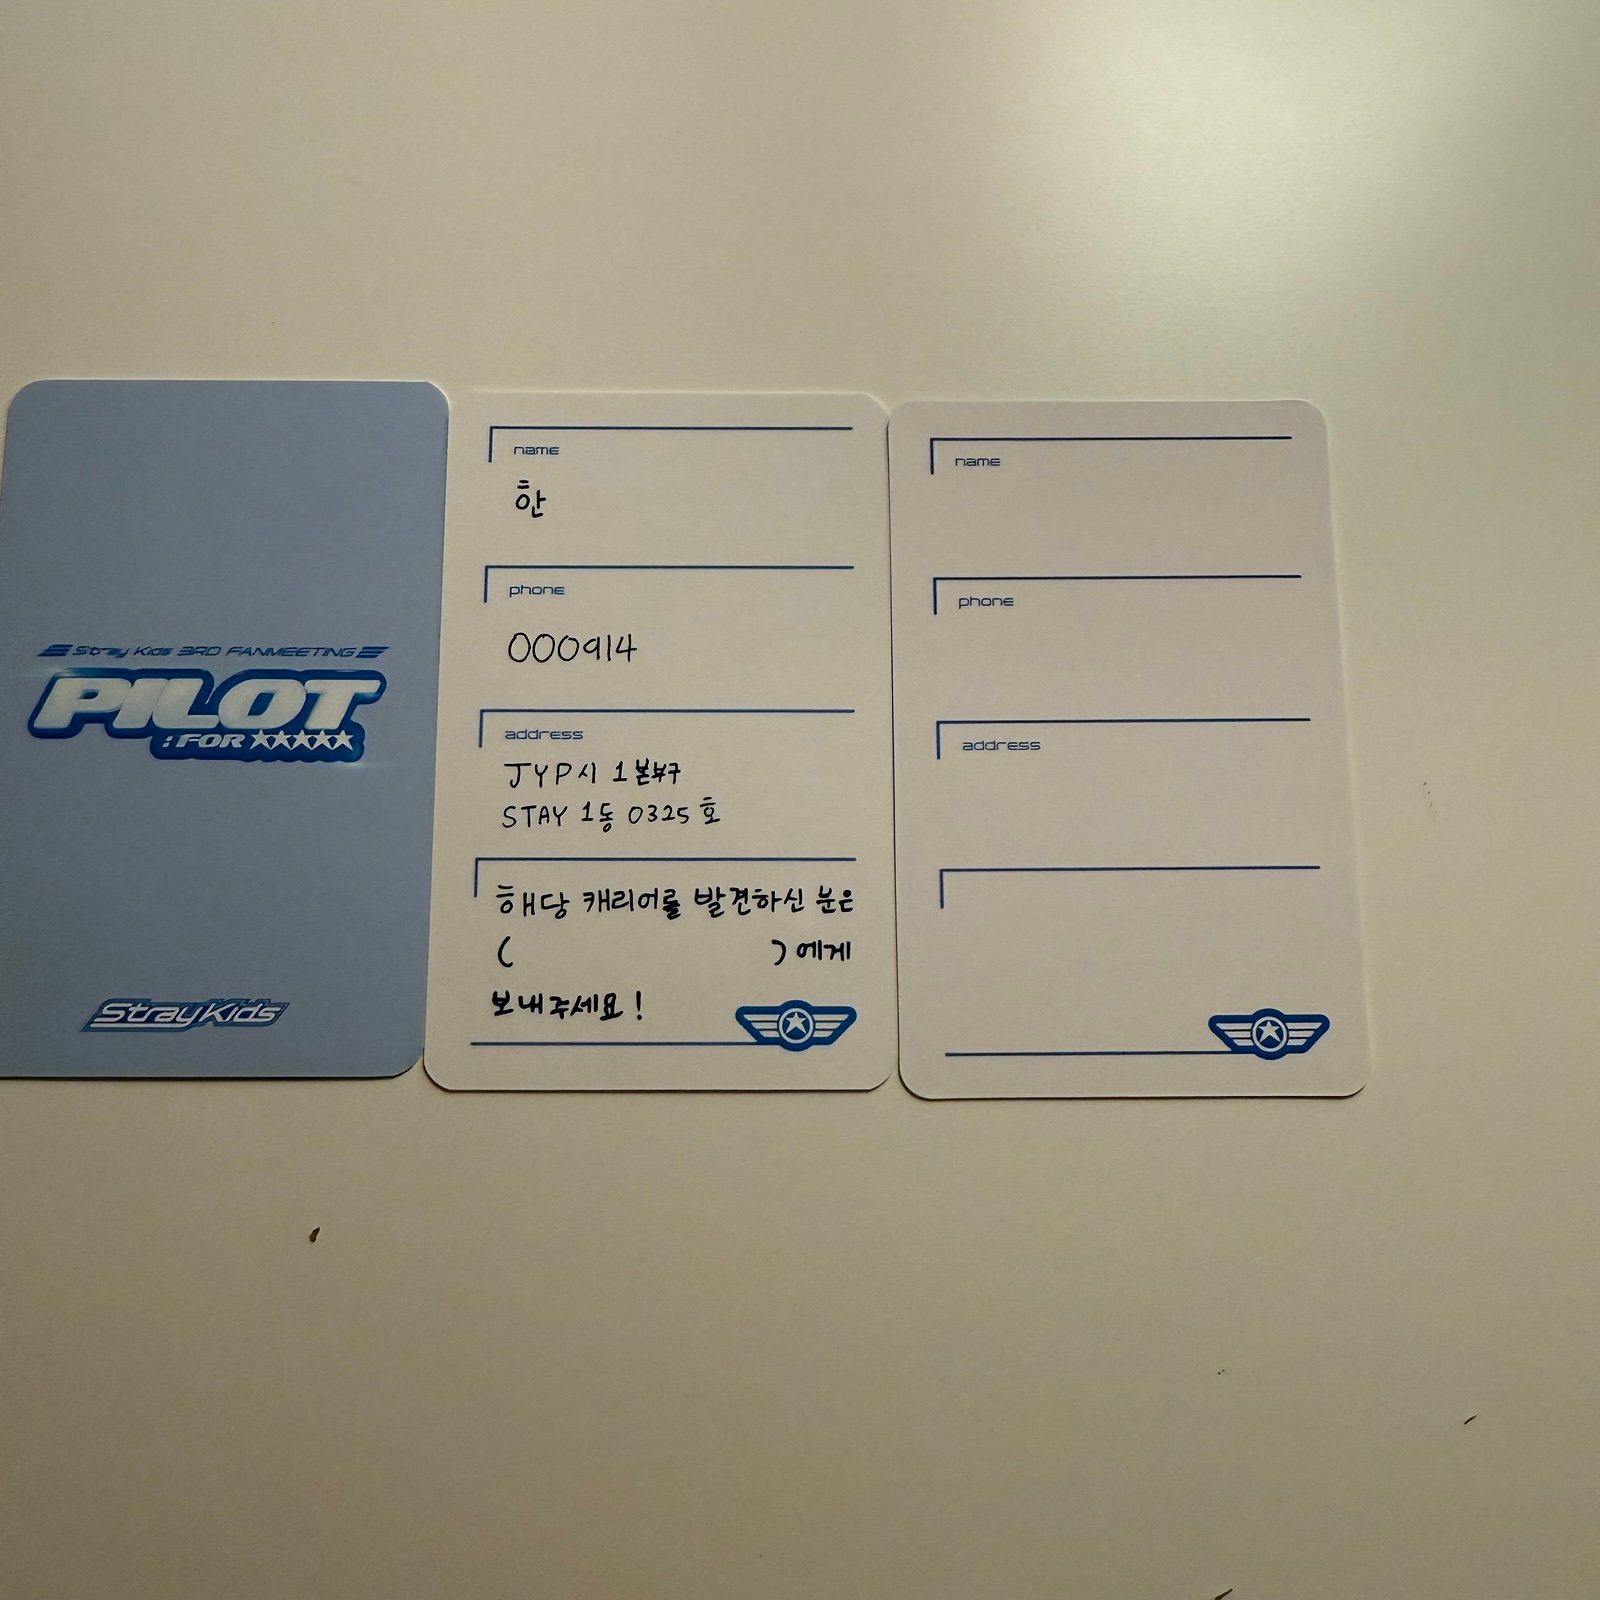 Stray Kids 3RD FANMEETING
PILOT
: FOR ★★★★★
StrayKids
name
한
phone
000914
address
JYP시 1본부구
STAY 1동 0325호
해당 캐리어를 발견하신 분은
( ) 에게
보내주세요!
name
phone
address